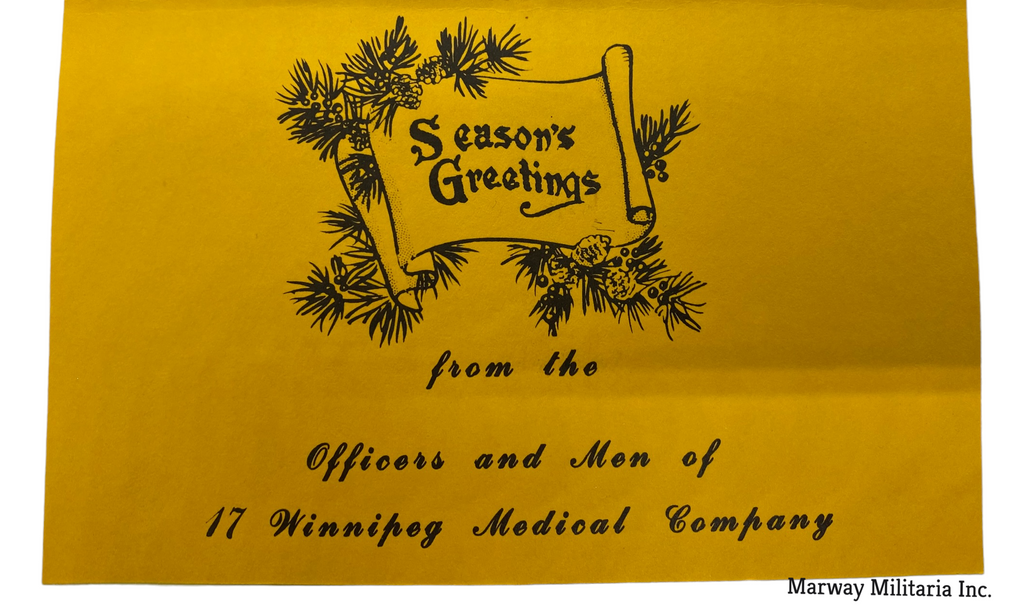 Season's
Greetings
from the
Officers and Men of
17 Winnipeg Medical Company
Marway Militaria Inc.